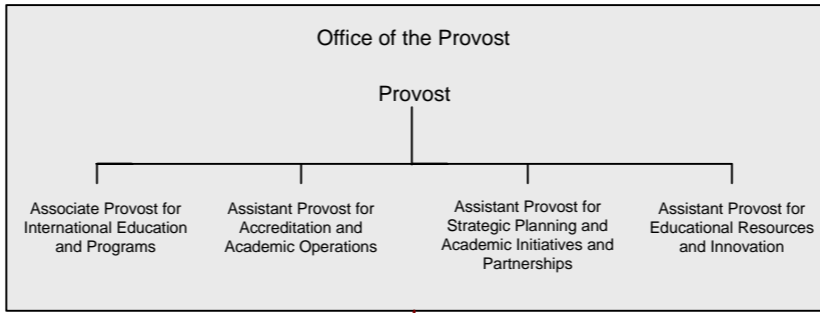 Office of the Provost
Provost
Associate Provost for
International Education
and Programs
Assistant Provost for
Accreditation and
Academic Operations
Assistant Provost for
Strategic Planning and
Academic Initiatives and
Partnerships
Assistant Provost for
Educational Resources
and Innovation